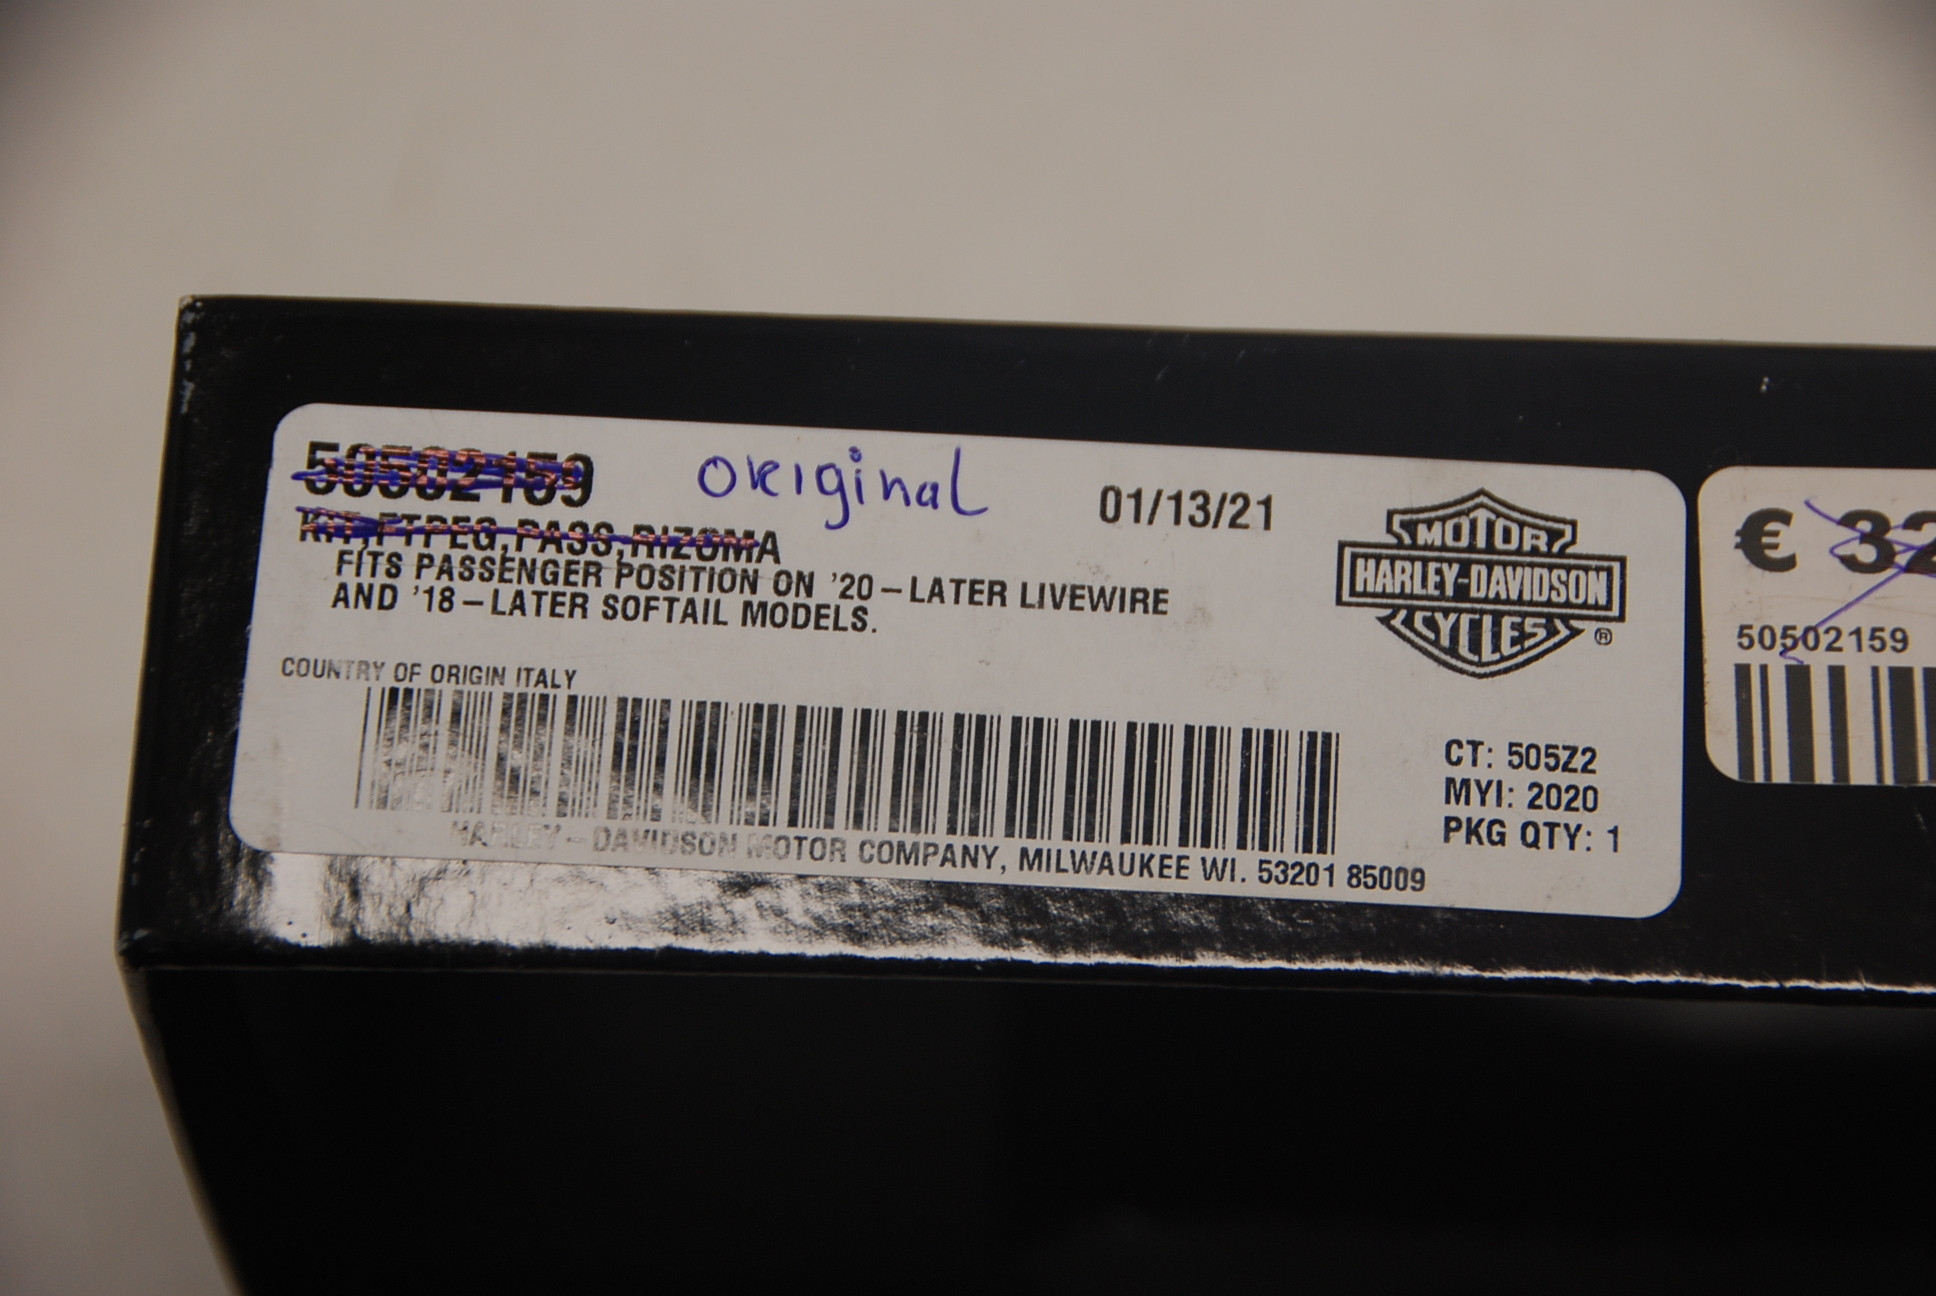 50502159
original
01/13/21
KIT,FTPEG,PASS,RIZOMA
FITS PASSENGER POSITION ON '20-LATER LIVEWIRE
AND '18-LATER SOFTAIL MODELS.
COUNTRY OF ORIGIN ITALY
MOTOR
HARLEY-DAVIDSON
CYCLES
®
CT: 505Z2
MYI: 2020
PKG QTY: 1
HARLEY-DAVIDSON MOTOR COMPANY, MILWAUKEE WI. 53201 85009
€ 32
50502159